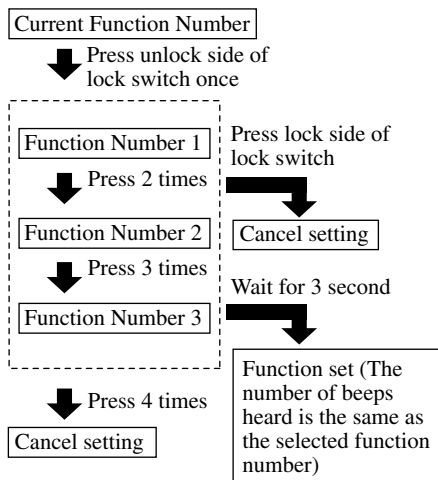 Current Function Number
Press unlock side of
lock switch once
Function Number 1
Press lock side of
lock switch
Press 2 times
Function Number 2
Cancel setting
Press 3 times
Wait for 3 second
Function Number 3
Function set (The
number of beeps
heard is the same as
the selected function
number)
Press 4 times
Cancel setting